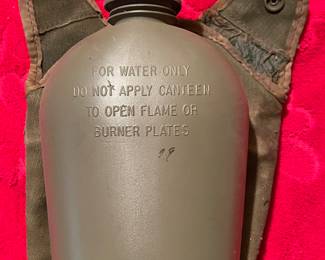 FOR WATER ONLY
DO NOT APPLY CANTEEN
TO OPEN FLAME OR
BURNER PLATES